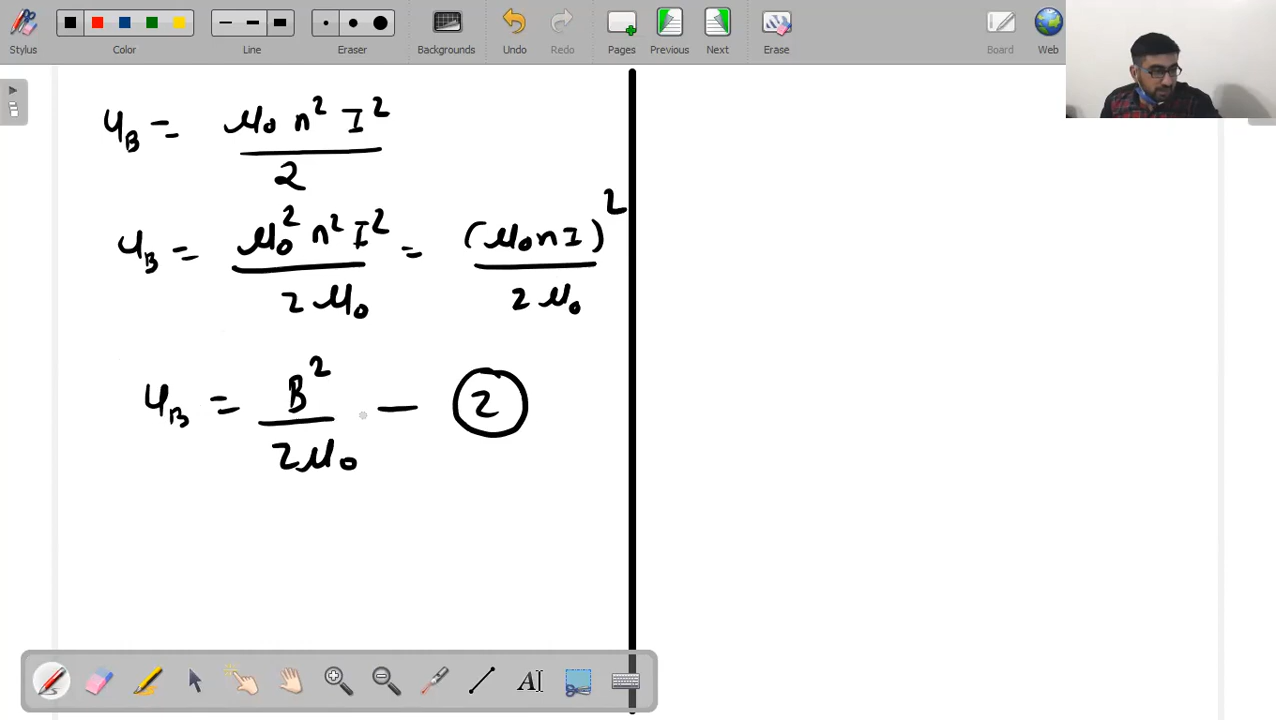 Stylus Color Line Eraser Backgrounds Undo Redo Pages Previous Next Erase Board Web
u_B = μ₀ n² I² / 2
u_B = μ₀² n² I² / 2μ₀ = (μ₀nI)² / 2μ₀
u_B = B² / 2μ₀ — ②